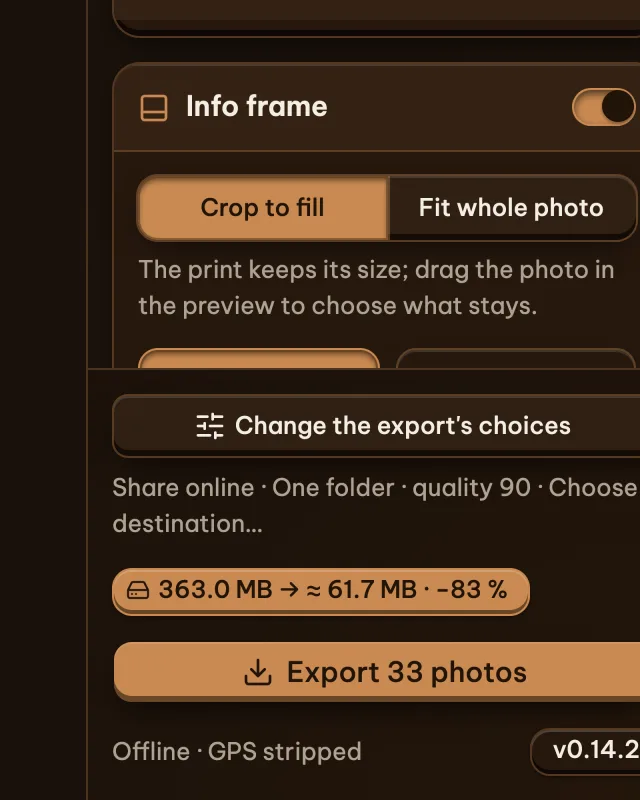 Info frame
Crop to fill
Fit whole photo
The print keeps its size; drag the photo in
the preview to choose what stays.
Change the export's choices
Share online · One folder · quality 90 · Choose
destination…
363.0 MB → ≈ 61.7 MB · −83 %
Export 33 photos
Offline · GPS stripped
v0.14.2